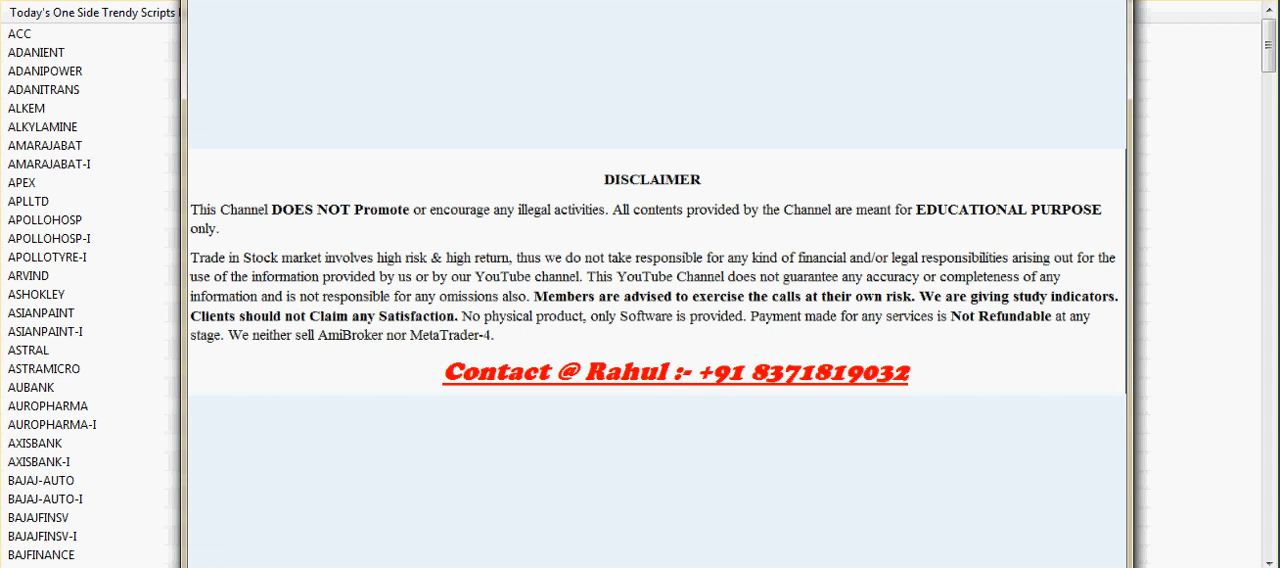 Today's One Side Trendy Scripts
ACC
ADANIENT
ADANIPOWER
ADANITRANS
ALKEM
ALKYLAMINE
AMARAJABAT
AMARAJABAT-I
APEX
APLLTD
APOLLOHOSP
APOLLOHOSP-I
APOLLOTYRE-I
ARVIND
ASHOKLEY
ASIANPAINT
ASIANPAINT-I
ASTRAL
ASTRAMICRO
AUBANK
AUROPHARMA
AUROPHARMA-I
AXISBANK
AXISBANK-I
BAJAJ-AUTO
BAJAJ-AUTO-I
BAJAJFINSV
BAJAJFINSV-I
BAJFINANCE
DISCLAIMER
This Channel DOES NOT Promote or encourage any illegal activities. All contents provided by the Channel are meant for EDUCATIONAL PURPOSE
only.
Trade in Stock market involves high risk & high return, thus we do not take responsible for any kind of financial and/or legal responsibilities arising out for the
use of the information provided by us or by our YouTube channel. This YouTube Channel does not guarantee any accuracy or completeness of any
information and is not responsible for any omissions also. Members are advised to exercise the calls at their own risk. We are giving study indicators.
Clients should not Claim any Satisfaction. No physical product, only Software is provided. Payment made for any services is Not Refundable at any
stage. We neither sell AmiBroker nor MetaTrader-4.
Contact @ Rahul :- +91 8371819032